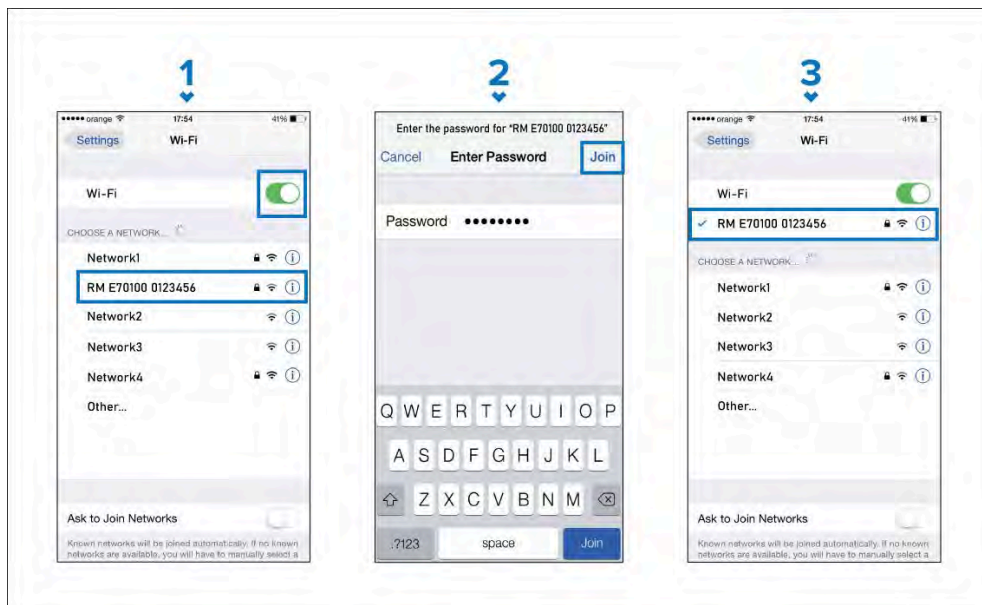 1
orange 17:54 41%
Settings Wi-Fi
Wi-Fi
CHOOSE A NETWORK...
Network1
RM E70100 0123456
Network2
Network3
Network4
Other...
Ask to Join Networks
Known networks will be joined automatically. If no known
networks are available, you will have to manually select a
2
Enter the password for "RM E70100 0123456"
Cancel Enter Password Join
Password ••••••••
Q W E R T Y U I O P
A S D F G H J K L
Z X C V B N M
.?123 space Join
3
orange 17:54 41%
Settings Wi-Fi
Wi-Fi
RM E70100 0123456
CHOOSE A NETWORK...
Network1
Network2
Network3
Network4
Other...
Ask to Join Networks
Known networks will be joined automatically. If no known
networks are available, you will have to manually select a